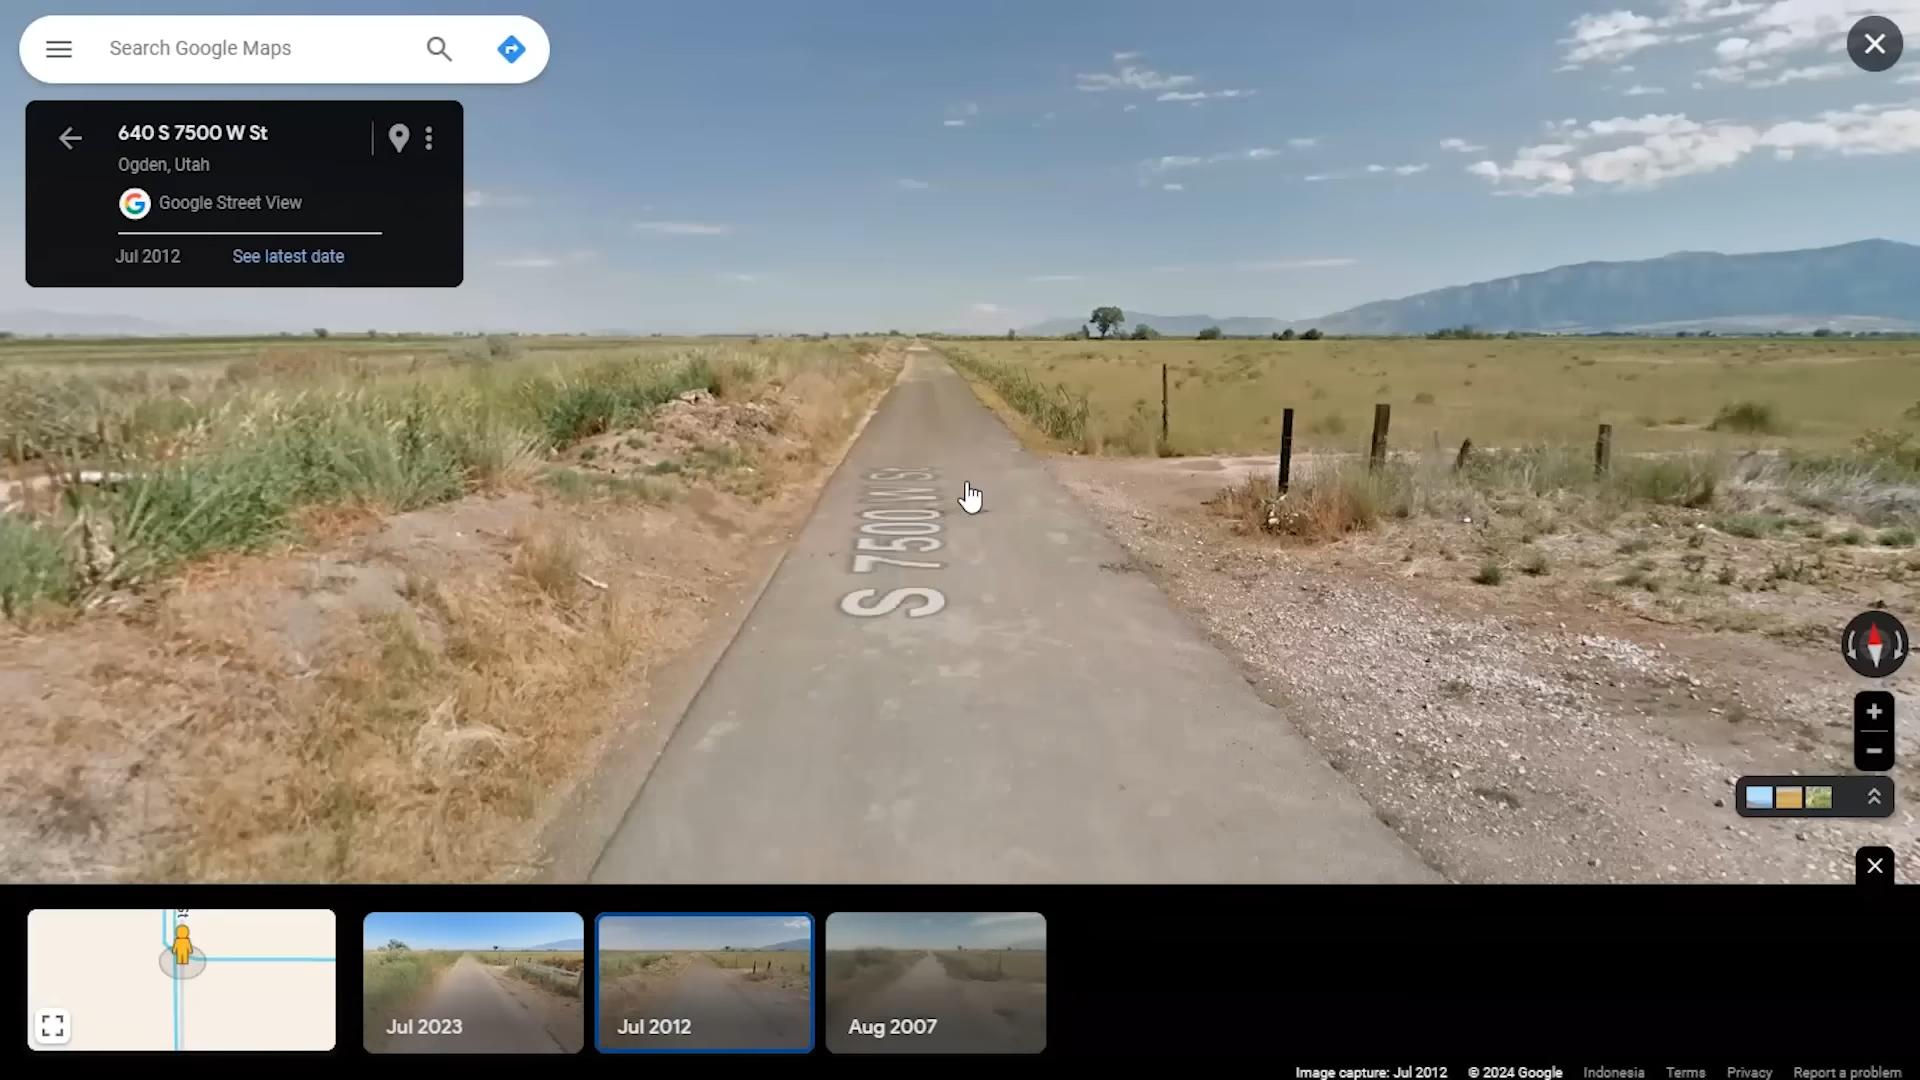 Search Google Maps
640 S 7500 W St
Ogden, Utah
Google Street View
Jul 2012
See latest date
S 7500 W St
St
Jul 2023
Jul 2012
Aug 2007
Image capture: Jul 2012 © 2024 Google Indonesia Terms Privacy Report a problem